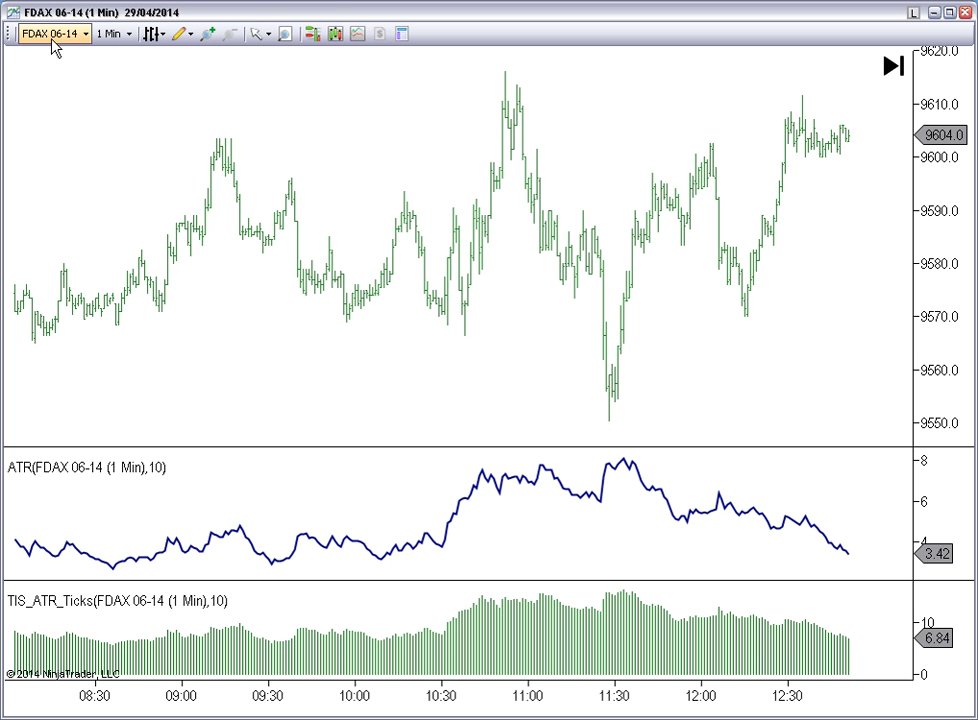 FDAX 06-14 (1 Min) 29/04/2014
L
FDAX 06-14 1 Min
9620.0
9610.0
9604.0
9600.0
9590.0
9580.0
9570.0
9560.0
9550.0
ATR(FDAX 06-14 (1 Min),10)
8
6
4
3.42
TIS_ATR_Ticks(FDAX 06-14 (1 Min),10)
10
6.84
0
© 2014 NinjaTrader, LLC
08:30 09:00 09:30 10:00 10:30 11:00 11:30 12:00 12:30